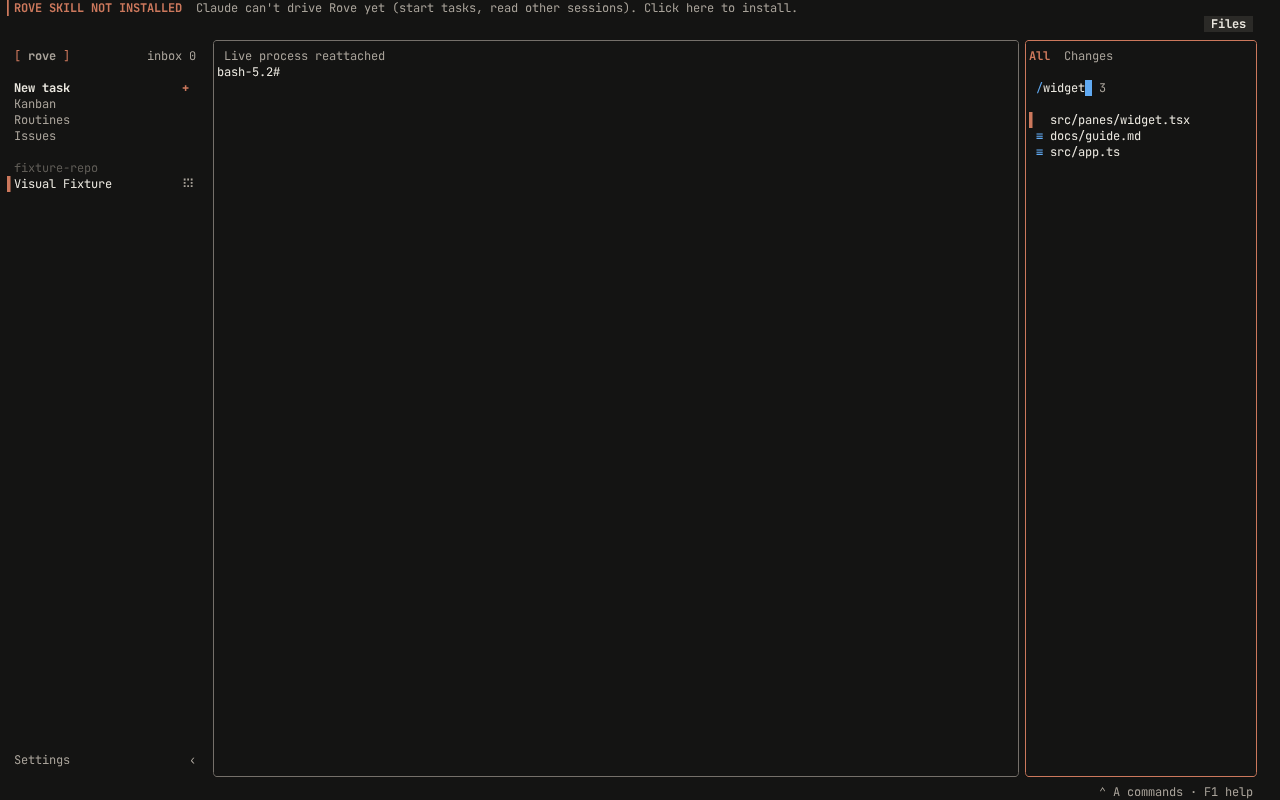 ROVE SKILL NOT INSTALLED  Claude can't drive Rove yet (start tasks, read other sessions). Click here to install.
Files
[ rove ]  inbox 0
New task  +
Kanban
Routines
Issues
fixture-repo
Visual Fixture
Settings  ‹
Live process reattached
bash-5.2#
All  Changes
/widget  3
src/panes/widget.tsx
≡ docs/guide.md
≡ src/app.ts
^ A commands · F1 help